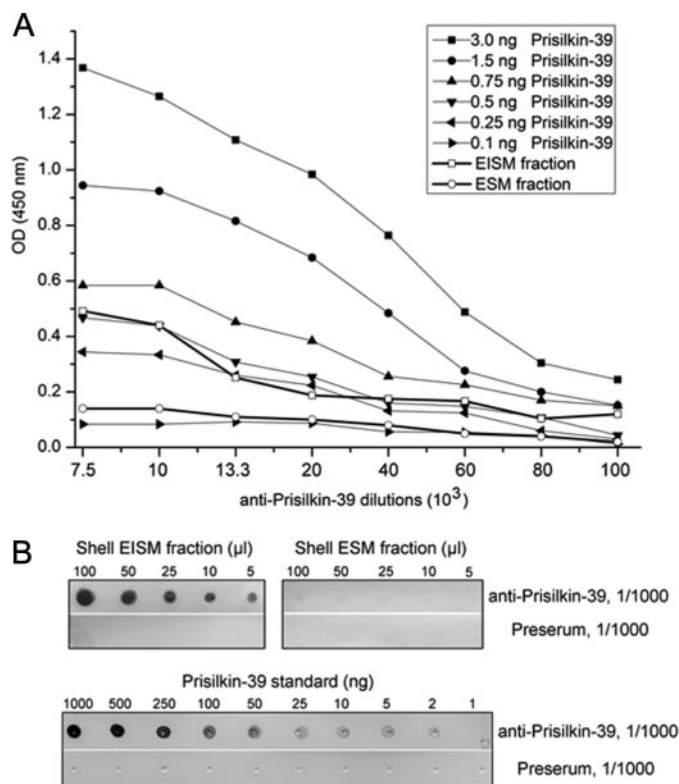 A
OD (450 nm)
1.4
1.2
1.0
0.8
0.6
0.4
0.2
0.0
7.5 10 13.3 20 40 60 80 100
anti-Prisilkin-39 dilutions (10³)
3.0 ng Prisilkin-39
1.5 ng Prisilkin-39
0.75 ng Prisilkin-39
0.5 ng Prisilkin-39
0.25 ng Prisilkin-39
0.1 ng Prisilkin-39
EISM fraction
ESM fraction
B
Shell EISM fraction (µl)
100 50 25 10 5
Shell ESM fraction (µl)
100 50 25 10 5
anti-Prisilkin-39, 1/1000
Preserum, 1/1000
Prisilkin-39 standard (ng)
1000 500 250 100 50 25 10 5 2 1
anti-Prisilkin-39, 1/1000
Preserum, 1/1000